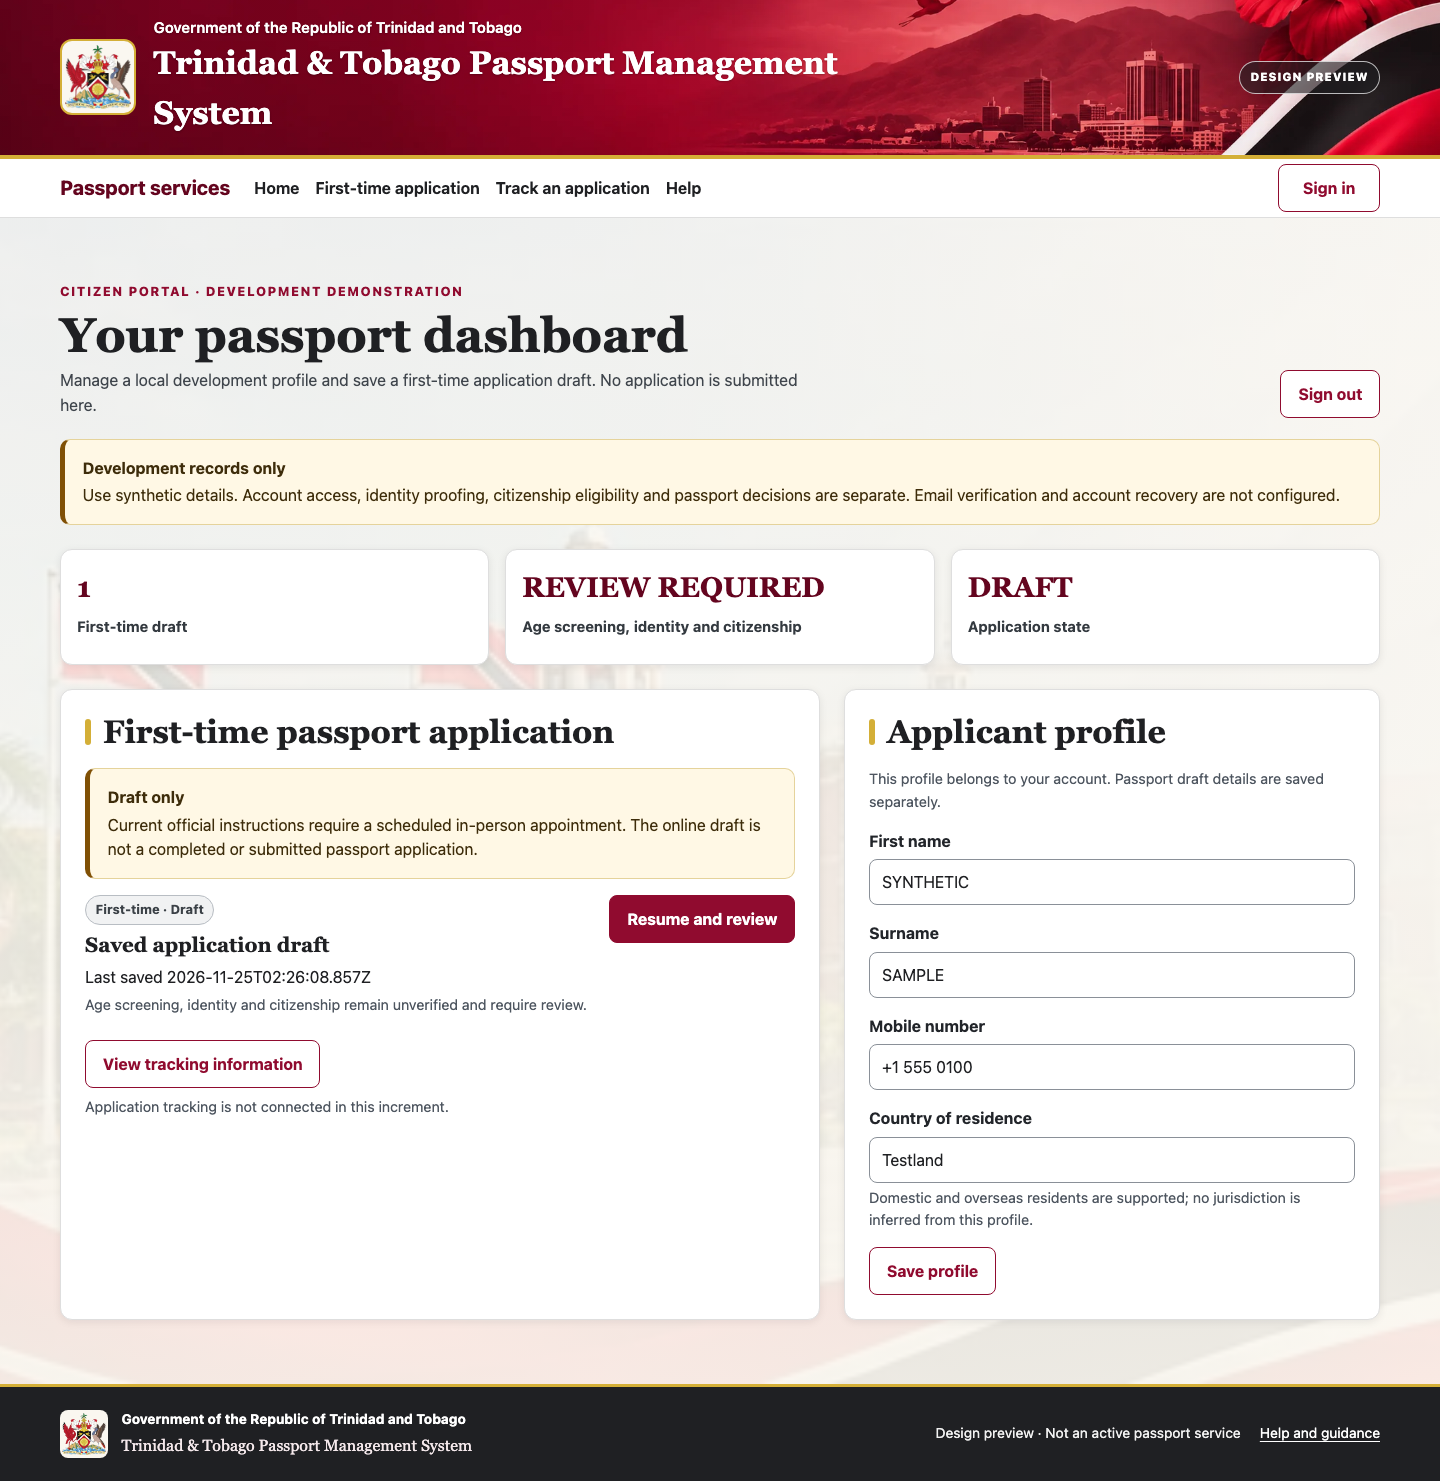 Government of the Republic of Trinidad and Tobago
Trinidad & Tobago Passport Management
System
DESIGN PREVIEW
Passport services
Home
First-time application
Track an application
Help
Sign in
CITIZEN PORTAL · DEVELOPMENT DEMONSTRATION
Your passport dashboard
Manage a local development profile and save a first-time application draft. No application is submitted
here.
Sign out
Development records only
Use synthetic details. Account access, identity proofing, citizenship eligibility and passport decisions are separate. Email verification and account recovery are not configured.
1
First-time draft
REVIEW REQUIRED
Age screening, identity and citizenship
DRAFT
Application state
First-time passport application
Draft only
Current official instructions require a scheduled in-person appointment. The online draft is
not a completed or submitted passport application.
First-time · Draft
Saved application draft
Last saved 2026-11-25T02:26:08.857Z
Age screening, identity and citizenship remain unverified and require review.
Resume and review
View tracking information
Application tracking is not connected in this increment.
Applicant profile
This profile belongs to your account. Passport draft details are saved
separately.
First name
SYNTHETIC
Surname
SAMPLE
Mobile number
+1 555 0100
Country of residence
Testland
Domestic and overseas residents are supported; no jurisdiction is
inferred from this profile.
Save profile
Government of the Republic of Trinidad and Tobago
Trinidad & Tobago Passport Management System
Design preview · Not an active passport service
Help and guidance